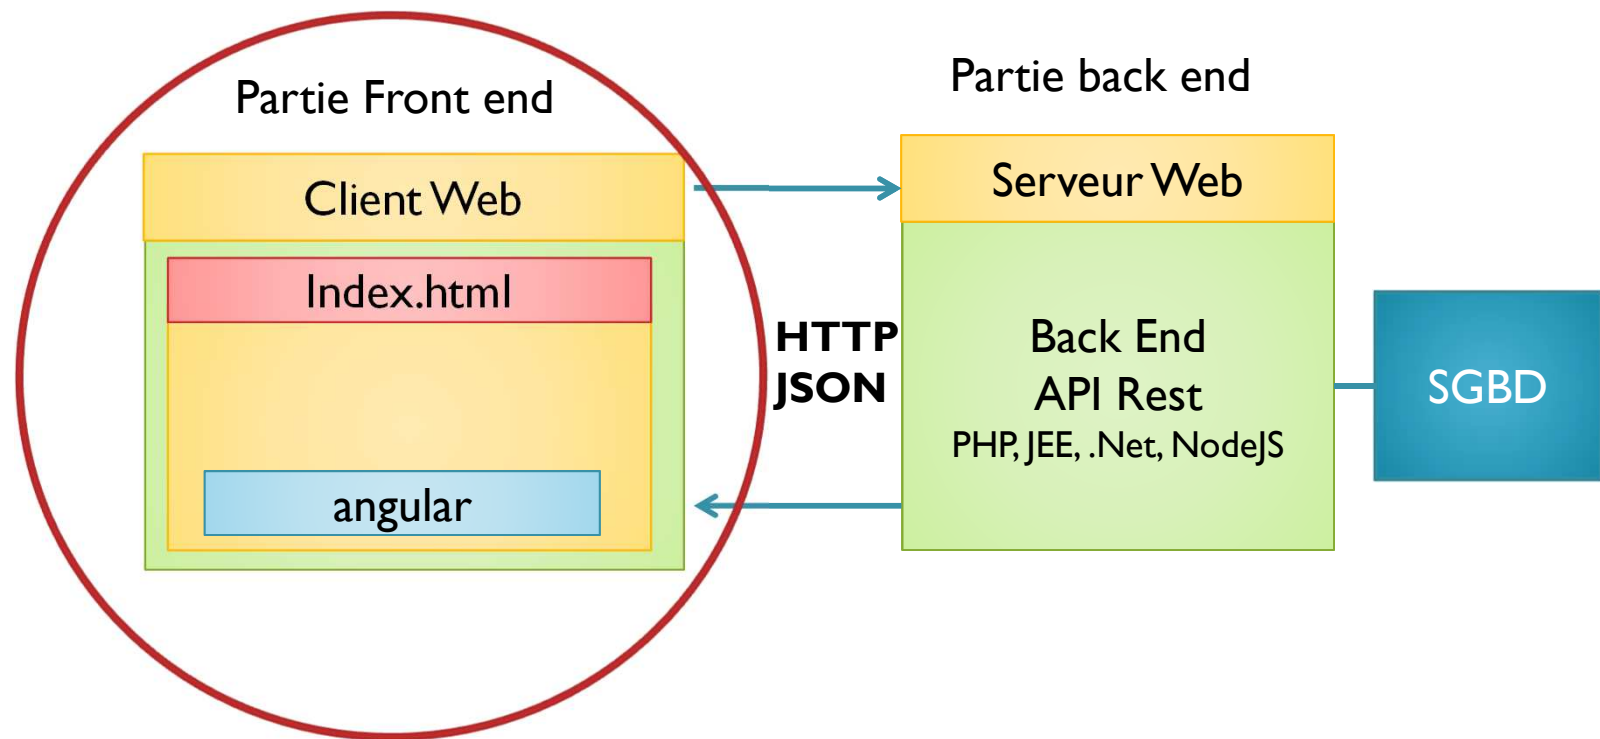 Partie Front end
Client Web
Index.html
angular
HTTP
JSON
Partie back end
Serveur Web
Back End
API Rest
PHP, JEE, .Net, NodeJS
SGBD